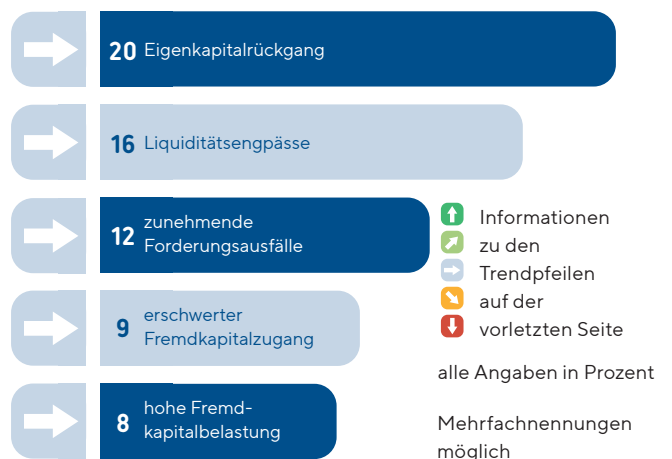 20 Eigenkapitalrückgang
16 Liquiditätsengpässe
12 zunehmende
Forderungsausfälle
9 erschwerter
Fremdkapitalzugang
8 hohe Fremd-
kapitalbelastung
Informationen
zu den
Trendpfeilen
auf der
vorletzten Seite
alle Angaben in Prozent
Mehrfachnennungen
möglich